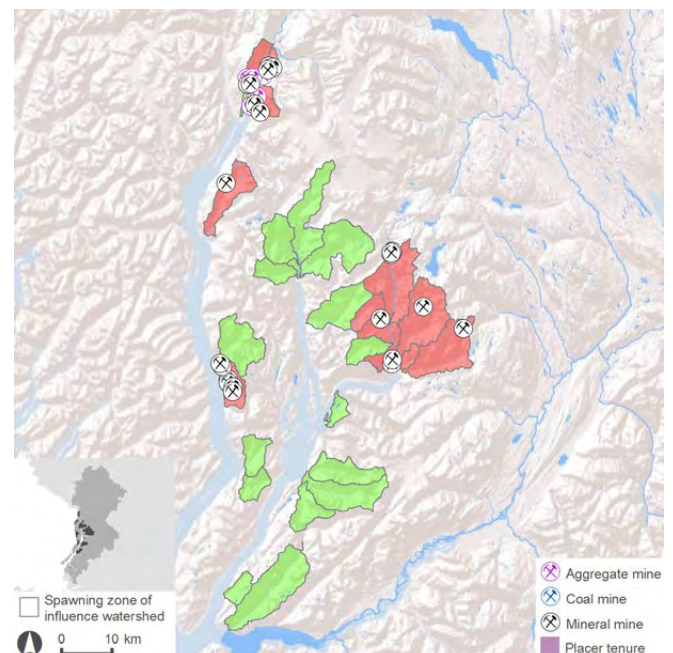 Spawning zone of
influence watershed
0 10 km
Aggregate mine
Coal mine
Mineral mine
Placer tenure